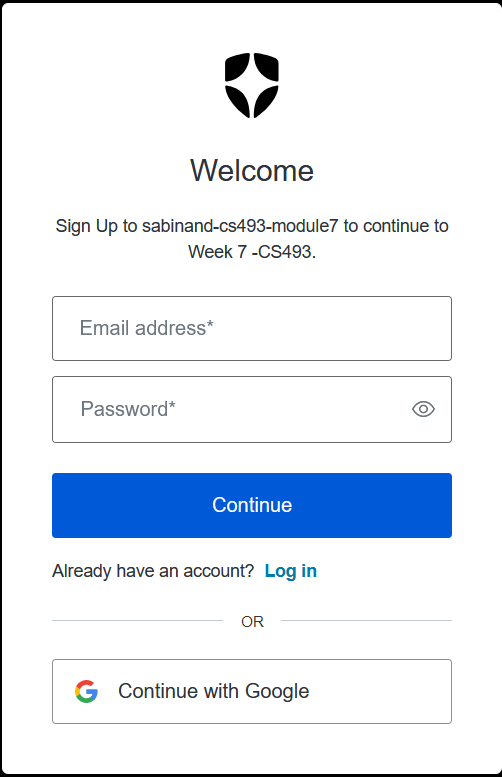 Welcome
Sign Up to sabinand-cs493-module7 to continue to
Week 7 -CS493.
Email address*
Password*
Continue
Already have an account? Log in
OR
Continue with Google